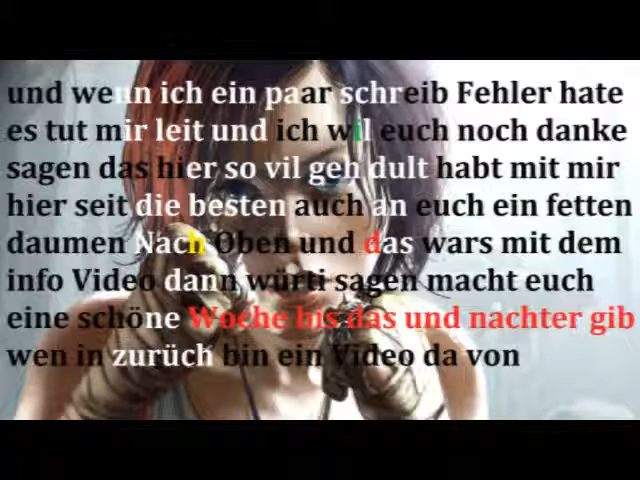 und wenn ich ein paar schreib Fehler hate
es tut mir leit und ich wil euch noch danke
sagen das hier so vil geh dult habt mit mir
hier seit die besten auch an euch ein fetten
daumen Nach Oben und das wars mit dem
info Video dann würti sagen macht euch
eine schöne Woche bis das und nachter gib
wen in zurüch bin ein Video da von